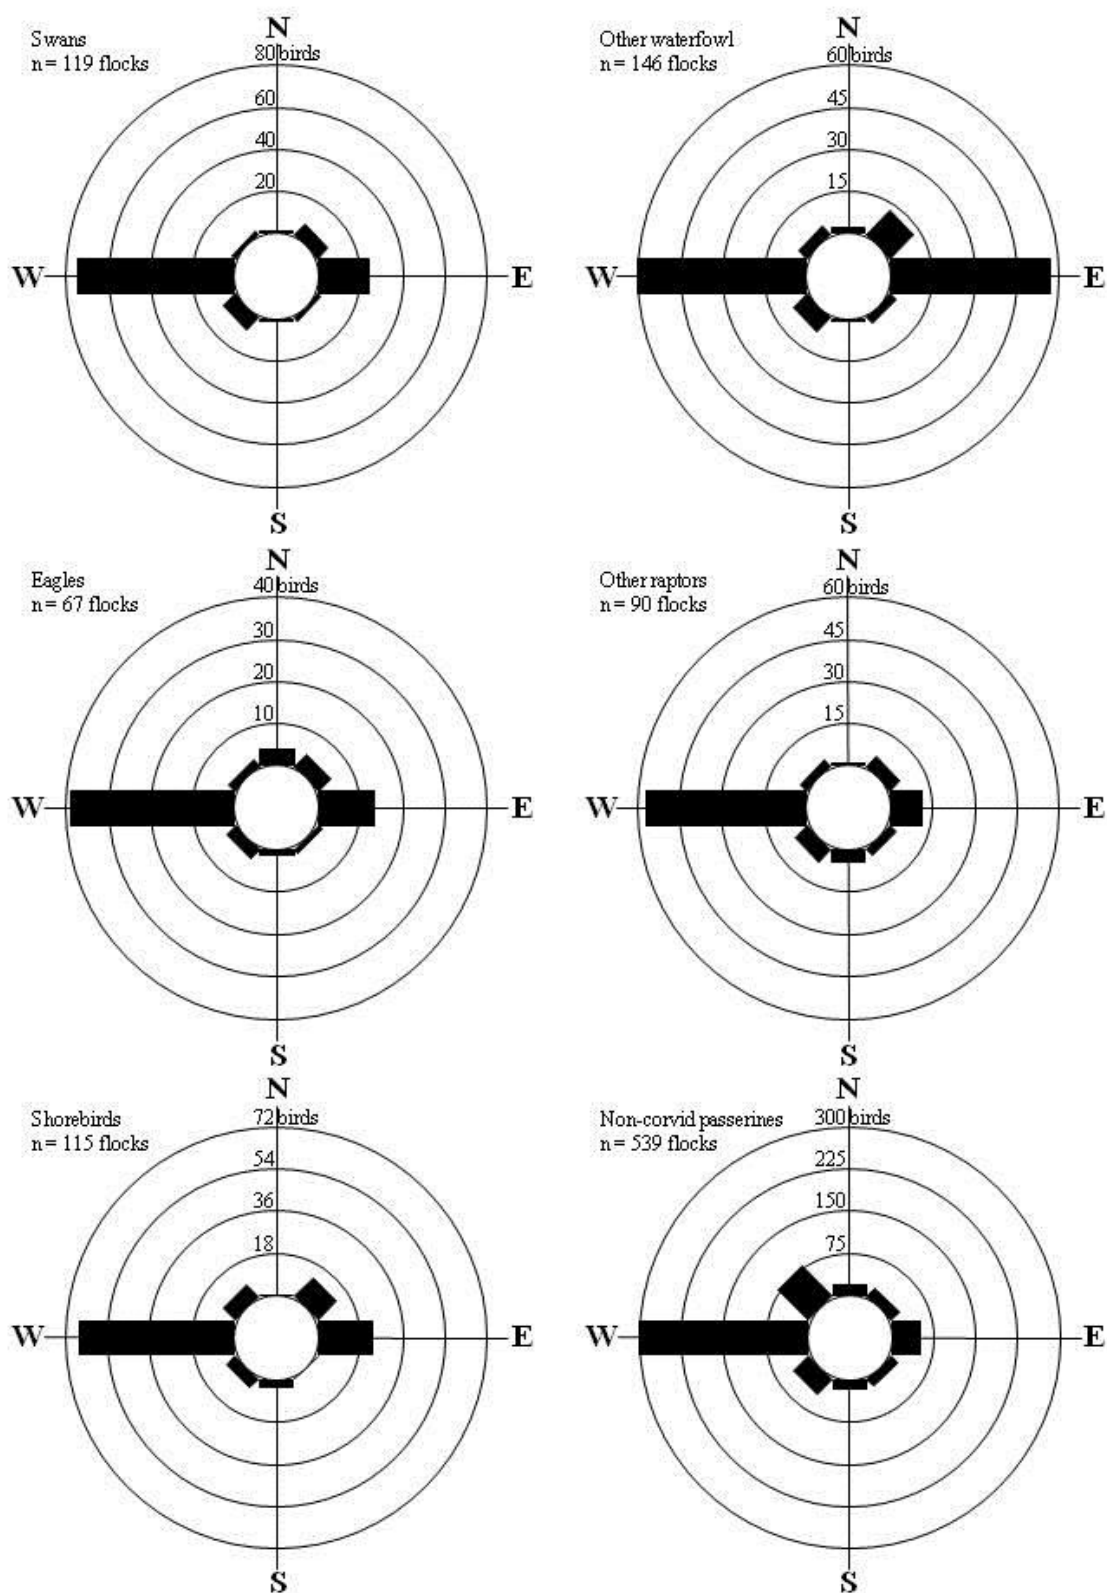 Swans
n = 119 flocks
N
80 birds
60
40
20
W
E
S
Other waterfowl
n = 146 flocks
N
60 birds
45
30
15
W
E
S
Eagles
n = 67 flocks
N
40 birds
30
20
10
W
E
S
Other raptors
n = 90 flocks
N
60 birds
45
30
15
W
E
S
Shorebirds
n = 115 flocks
N
72 birds
54
36
18
W
E
S
Non-corvid passerines
n = 539 flocks
N
300 birds
225
150
75
W
E
S